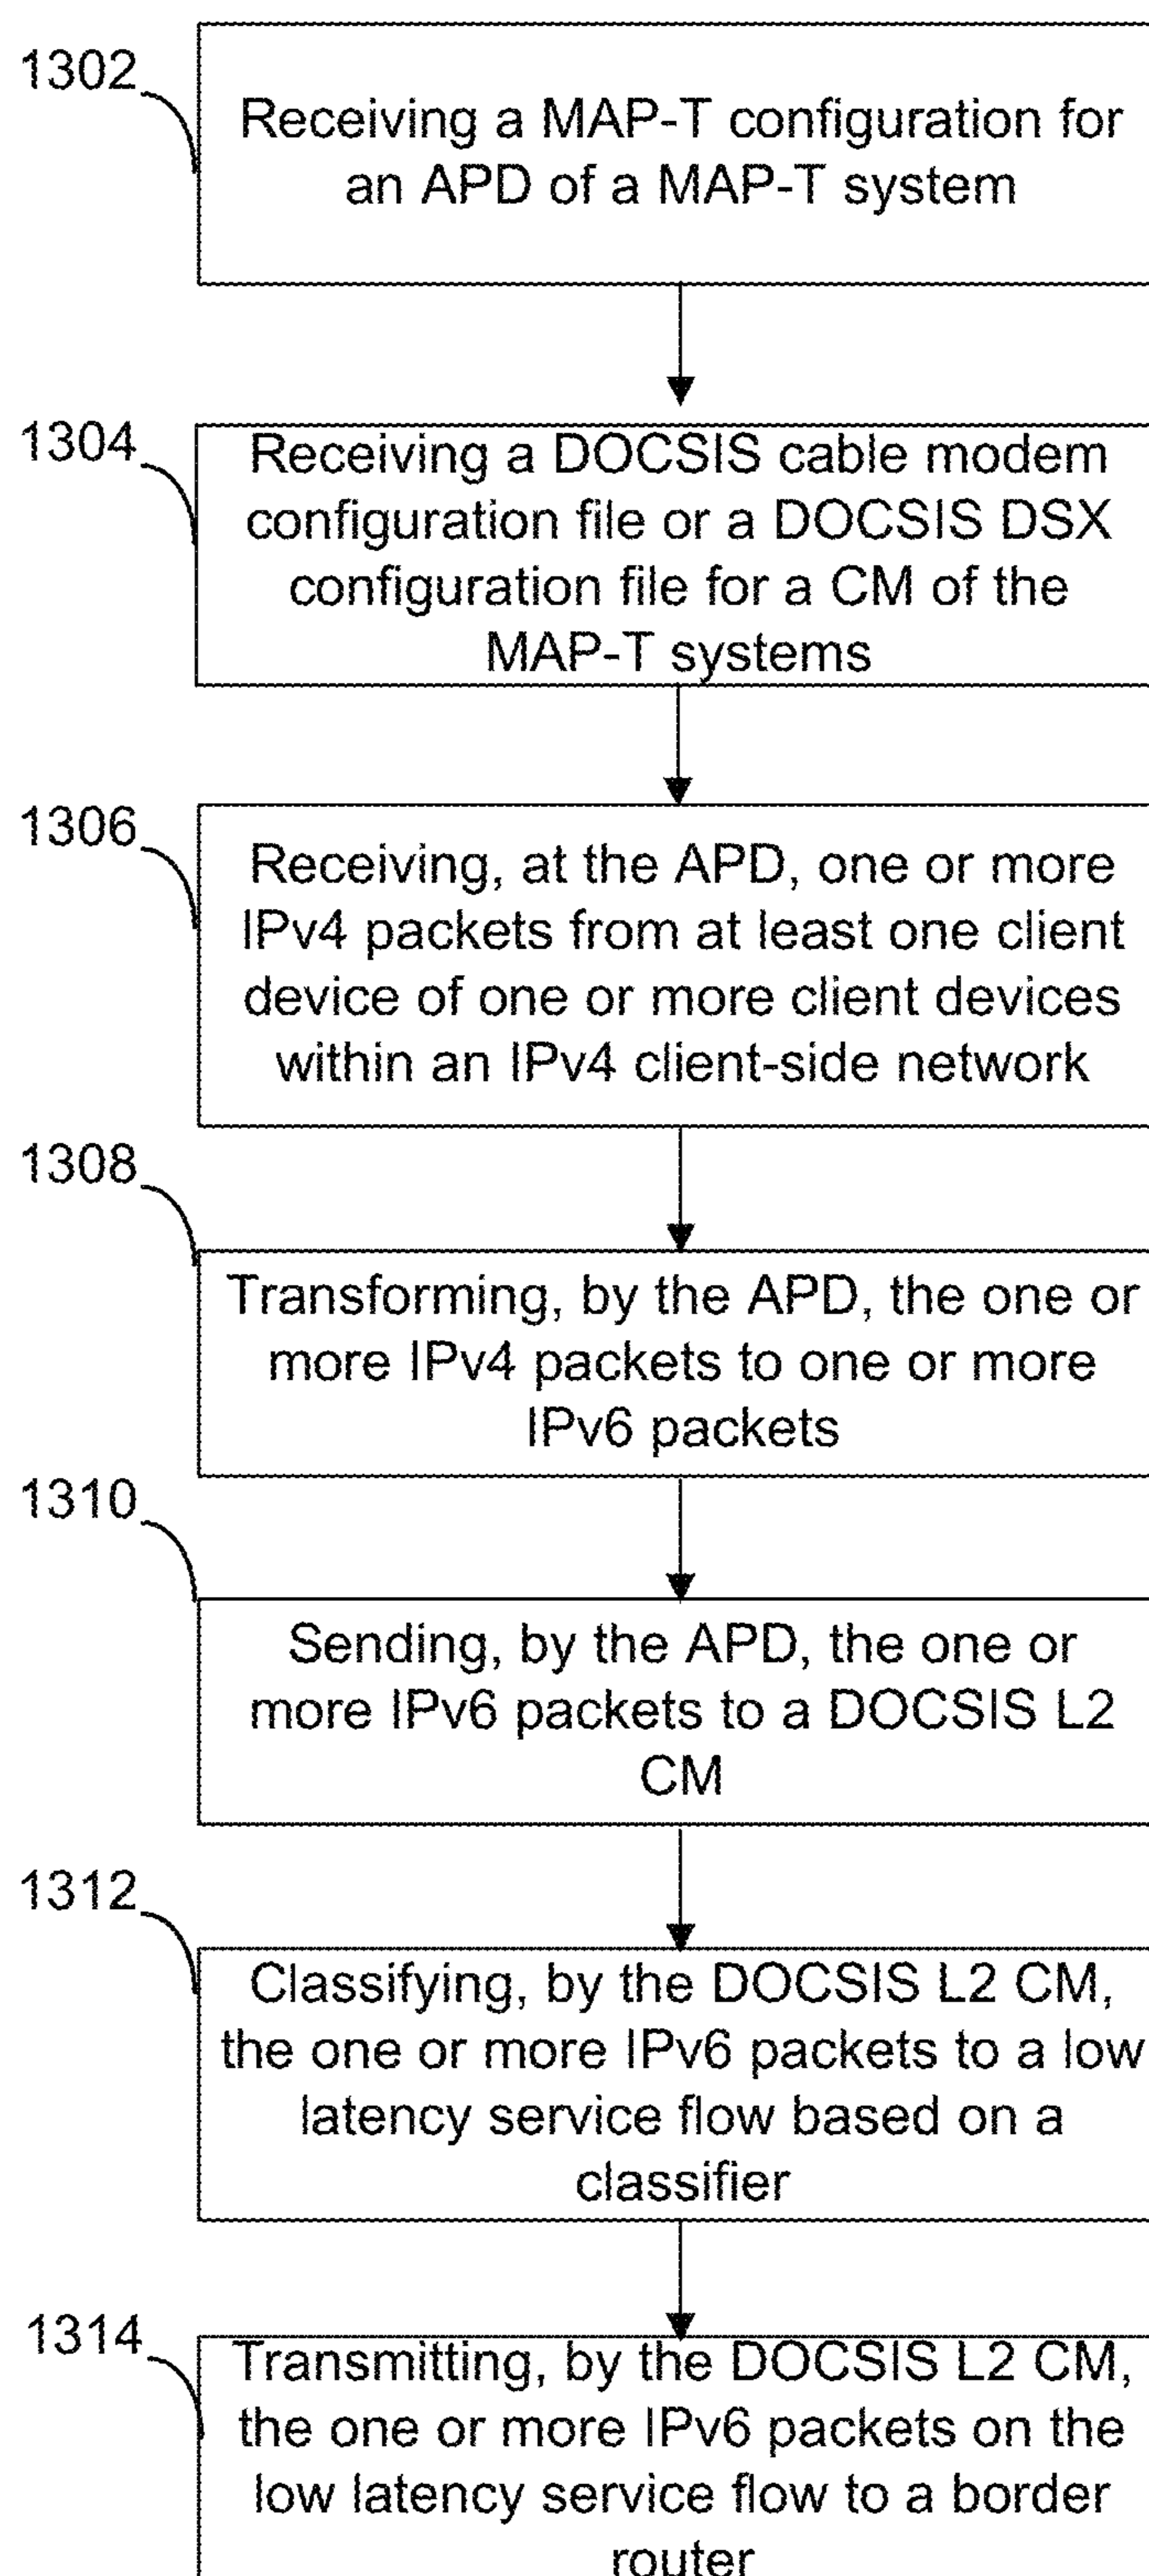 1302
Receiving a MAP-T configuration for
an APD of a MAP-T system
1304
Receiving a DOCSIS cable modem
configuration file or a DOCSIS DSX
configuration file for a CM of the
MAP-T systems
1306
Receiving, at the APD, one or more
IPv4 packets from at least one client
device of one or more client devices
within an IPv4 client-side network
1308
Transforming, by the APD, the one or
more IPv4 packets to one or more
IPv6 packets
1310
Sending, by the APD, the one or
more IPv6 packets to a DOCSIS L2
CM
1312
Classifying, by the DOCSIS L2 CM,
the one or more IPv6 packets to a low
latency service flow based on a
classifier
1314
Transmitting, by the DOCSIS L2 CM,
the one or more IPv6 packets on the
low latency service flow to a border
router